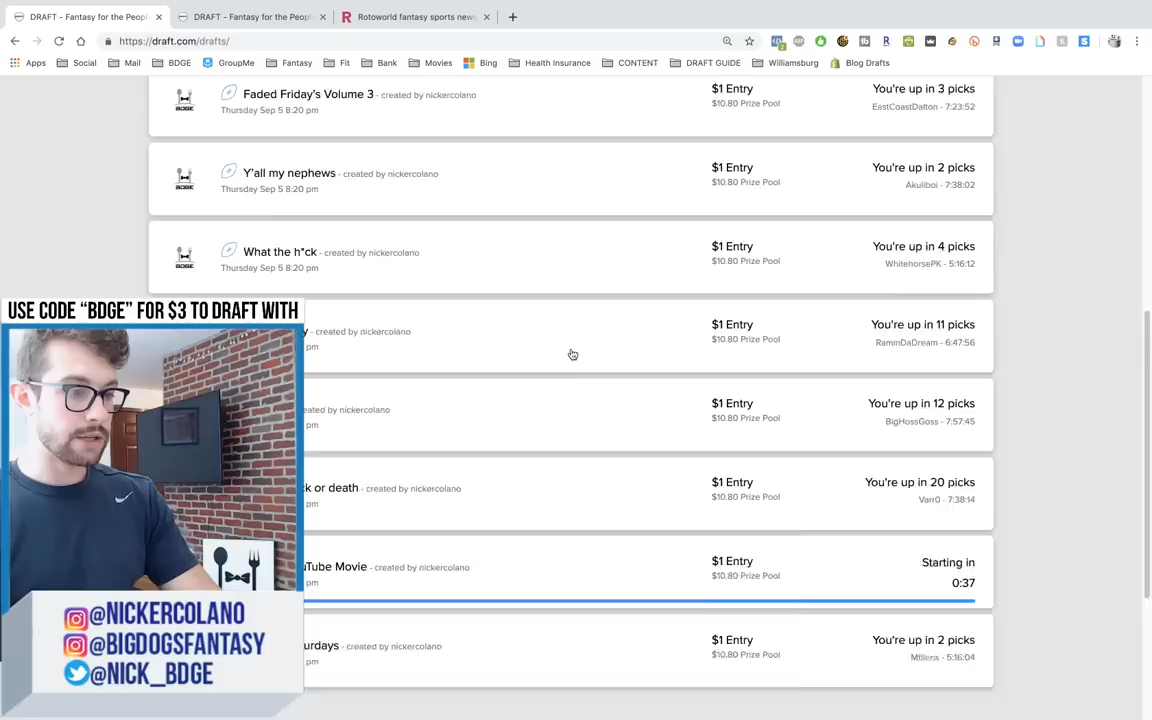 DRAFT - Fantasy for the Peopl
DRAFT - Fantasy for the Peopl
Rotoworld fantasy sports news
https://draft.com/drafts/
Apps Social Mail BDGE GroupMe Fantasy Fit Bank Movies Bing Health Insurance CONTENT DRAFT GUIDE Williamsburg Blog Drafts
Faded Friday's Volume 3 - created by nickercolano
Thursday Sep 5 8:20 pm
$1 Entry
$10.80 Prize Pool
You're up in 3 picks
EastCoastDalton - 7:23:52
BDGE
Y'all my nephews - created by nickercolano
Thursday Sep 5 8:20 pm
$1 Entry
$10.80 Prize Pool
You're up in 2 picks
Akuliboi - 7:38:02
BDGE
What the h*ck - created by nickercolano
Thursday Sep 5 8:20 pm
$1 Entry
$10.80 Prize Pool
You're up in 4 picks
WhitehorsePK - 5:16:12
BDGE
USE CODE "BDGE" FOR $3 TO DRAFT WITH
y - created by nickercolano
pm
$1 Entry
$10.80 Prize Pool
You're up in 11 picks
RaminDaDream - 6:47:56
eated by nickercolano
pm
$1 Entry
$10.80 Prize Pool
You're up in 12 picks
BigHossGoss - 7:57:45
ck or death - created by nickercolano
pm
$1 Entry
$10.80 Prize Pool
You're up in 20 picks
Varr0 - 7:38:14
uTube Movie - created by nickercolano
pm
$1 Entry
$10.80 Prize Pool
Starting in
0:37
urdays - created by nickercolano
pm
$1 Entry
$10.80 Prize Pool
You're up in 2 picks
Mtliens - 5:16:04
@NICKERCOLANO
@BIGDOGSFANTASY
@NICK_BDGE